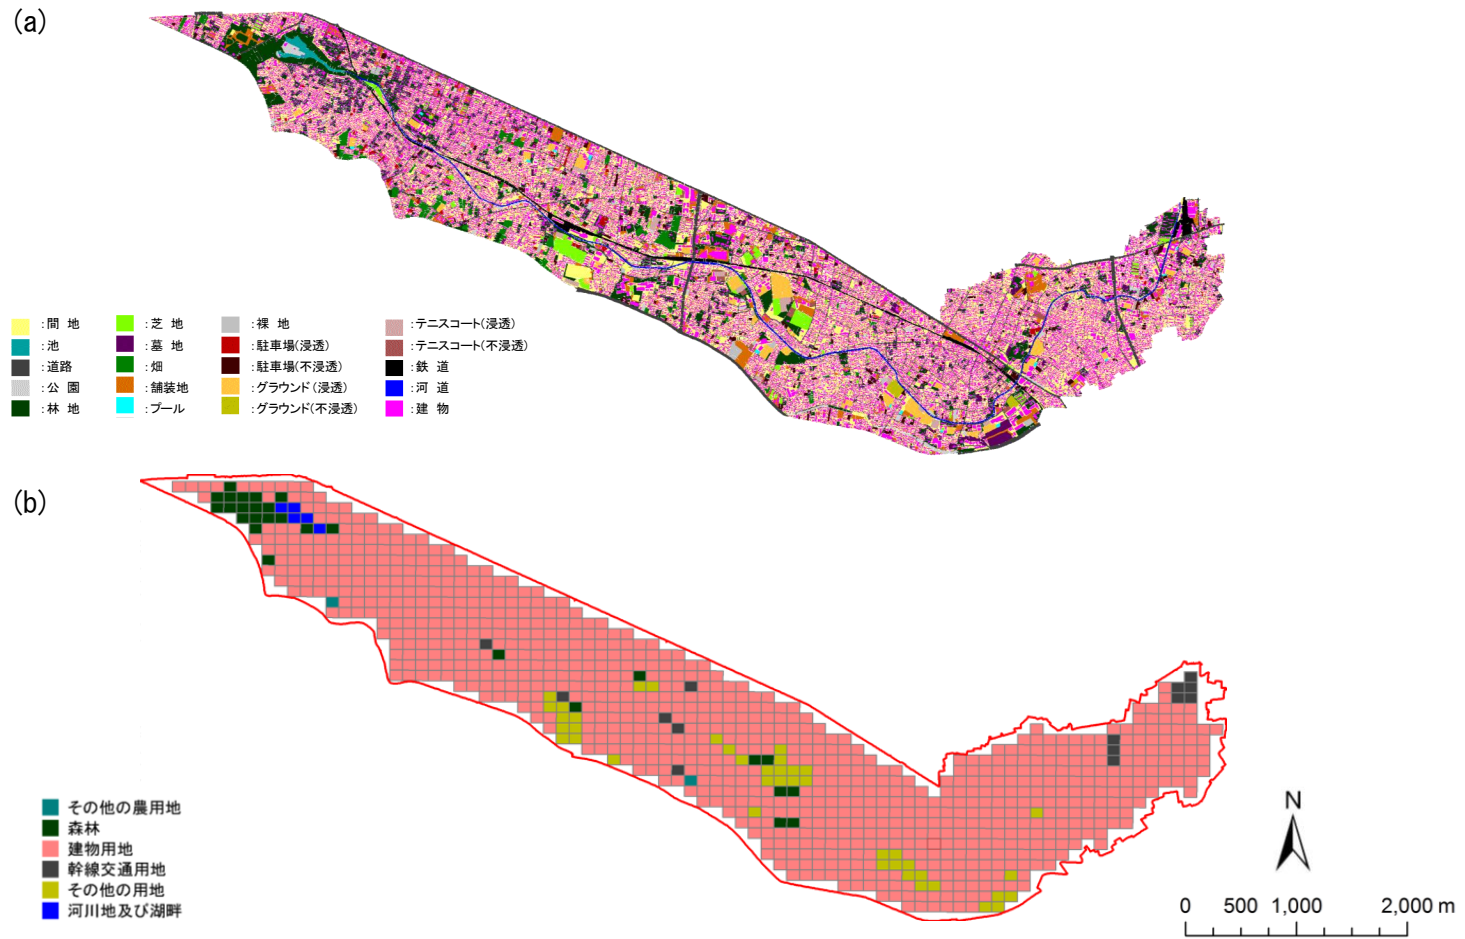 (a)
:間 地 :芝 地 :裸 地 :テニスコート(浸透)
:池 :墓 地 :駐車場(浸透) :テニスコート(不浸透)
:道路 :畑 :駐車場(不浸透) :鉄 道
:公 園 :舗装地 :グラウンド(浸透) :河 道
:林 地 :プール :グラウンド(不浸透) :建 物
(b)
その他の農用地
森林
建物用地
幹線交通用地
その他の用地
河川地及び湖畔
N
0 500 1,000 2,000 m